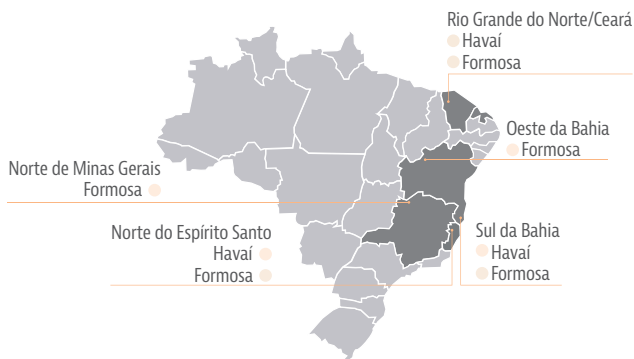 Rio Grande do Norte/Ceará
Havaí
Formosa
Oeste da Bahia
Formosa
Norte de Minas Gerais
Formosa
Norte do Espírito Santo
Havaí
Formosa
Sul da Bahia
Havaí
Formosa